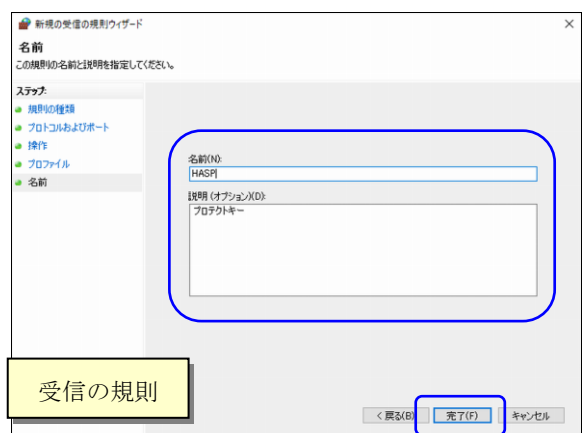 新規の受信の規則ウィザード
名前
この規則の名前と説明を指定してください。
ステップ:
規則の種類
プロトコルおよびポート
操作
プロファイル
名前
名前(N):
HASP
説明 (オプション)(D):
プロテクトキー
受信の規則
< 戻る(B)
完了(F)
キャンセル